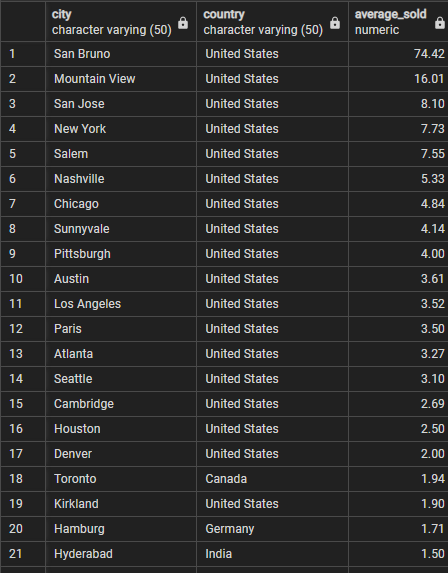 city country average_sold
character varying (50) character varying (50) numeric
1 San Bruno United States 74.42
2 Mountain View United States 16.01
3 San Jose United States 8.10
4 New York United States 7.73
5 Salem United States 7.55
6 Nashville United States 5.33
7 Chicago United States 4.84
8 Sunnyvale United States 4.14
9 Pittsburgh United States 4.00
10 Austin United States 3.61
11 Los Angeles United States 3.52
12 Paris United States 3.50
13 Atlanta United States 3.27
14 Seattle United States 3.10
15 Cambridge United States 2.69
16 Houston United States 2.50
17 Denver United States 2.00
18 Toronto Canada 1.94
19 Kirkland United States 1.90
20 Hamburg Germany 1.71
21 Hyderabad India 1.50